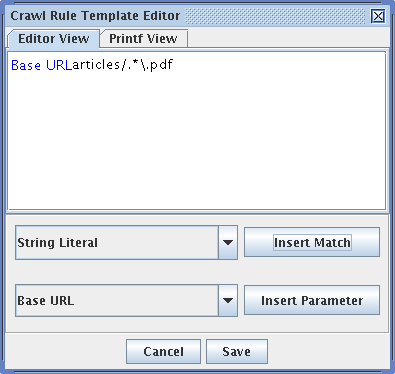 Crawl Rule Template Editor
Editor View Printf View
Base URLarticles/.*\.pdf
String Literal Insert Match
Base URL Insert Parameter
Cancel Save